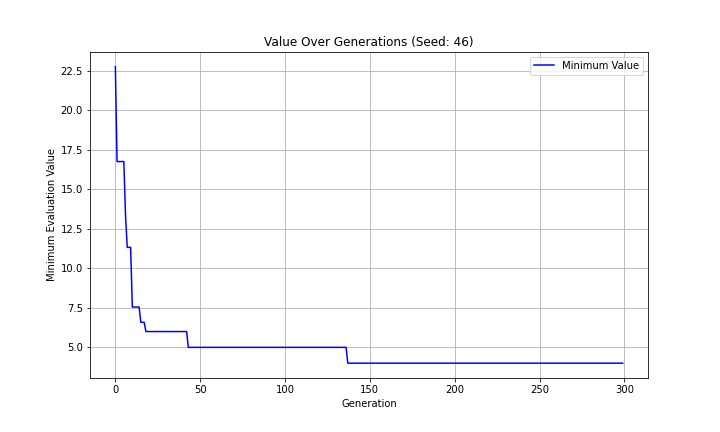 Value Over Generations (Seed: 46)
Minimum Value
22.5
20.0
17.5
15.0
12.5
10.0
7.5
5.0
Minimum Evaluation Value
0 50 100 150 200 250 300
Generation